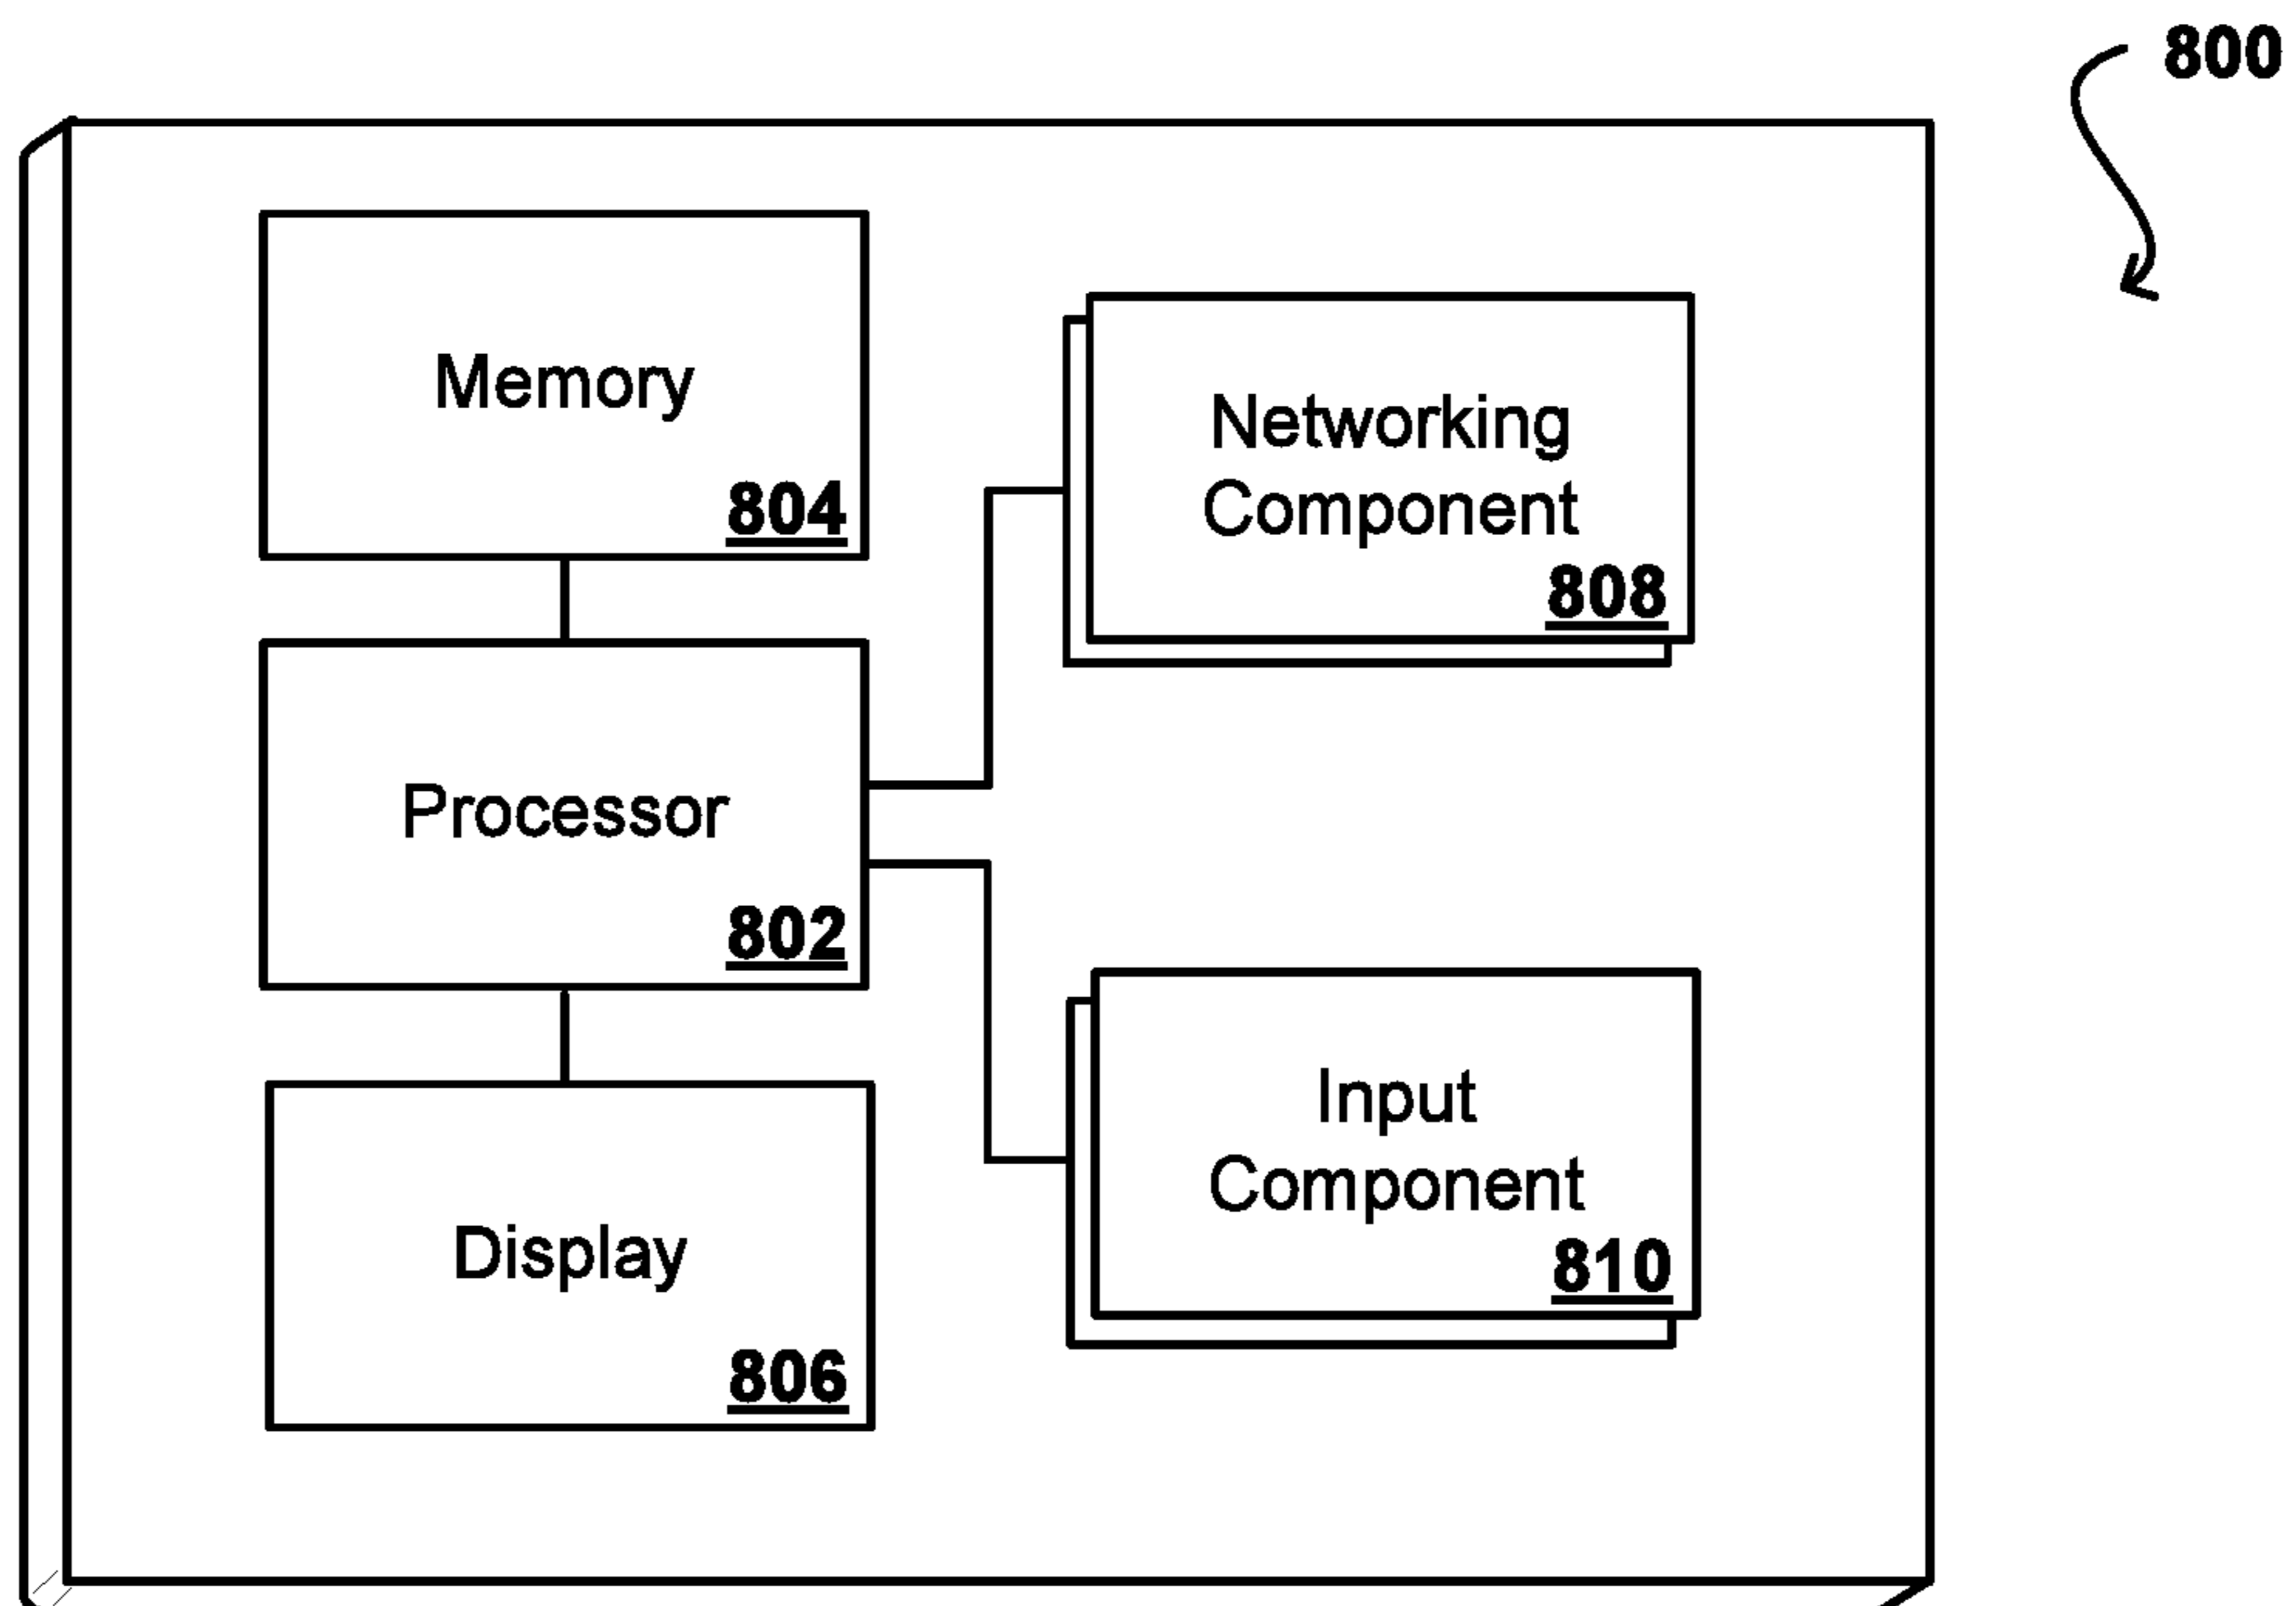 800
Memory
804
Networking
Component
808
Processor
802
Input
Component
810
Display
806